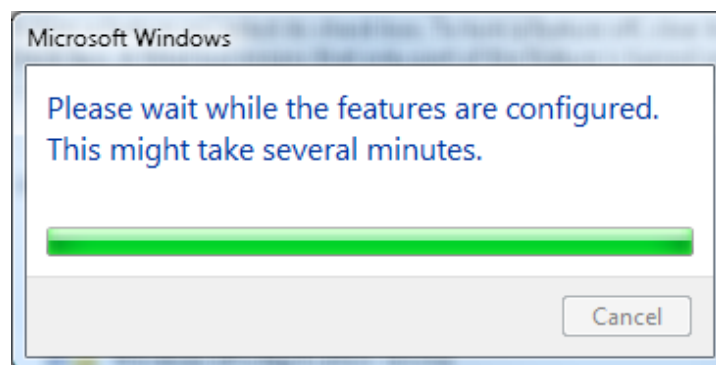 Microsoft Windows
Please wait while the features are configured.
This might take several minutes.
Cancel